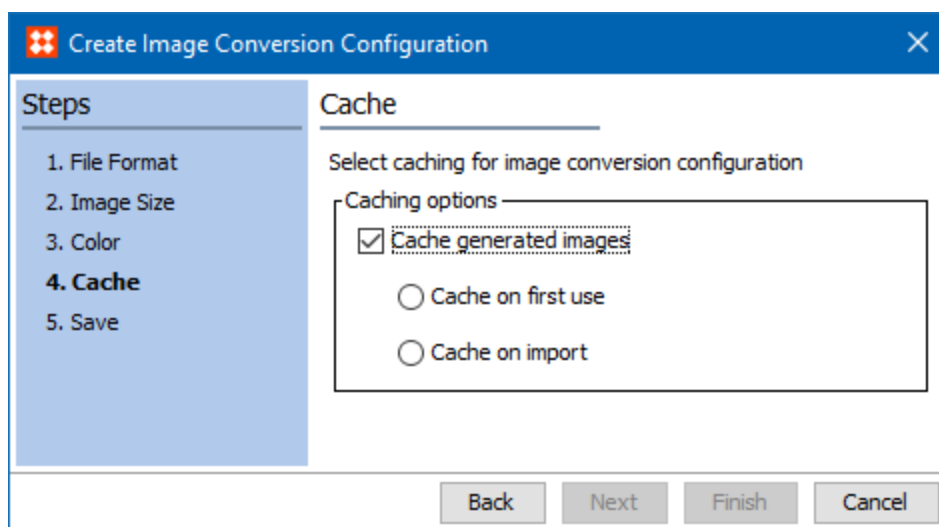 Create Image Conversion Configuration
Steps
1. File Format
2. Image Size
3. Color
4. Cache
5. Save
Cache
Select caching for image conversion configuration
Caching options
Cache generated images
Cache on first use
Cache on import
Back
Next
Finish
Cancel